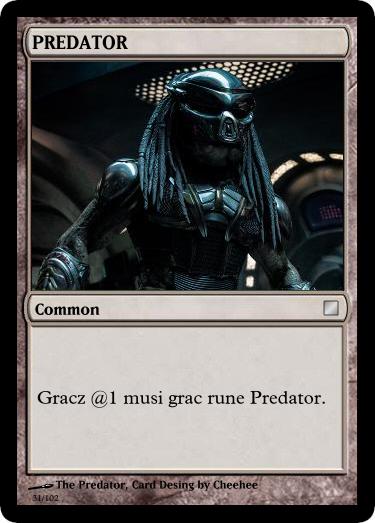 PREDATOR
Common
Gracz @1 musi grac rune Predator.
The Predator, Card Desing by Cheehee
31/102